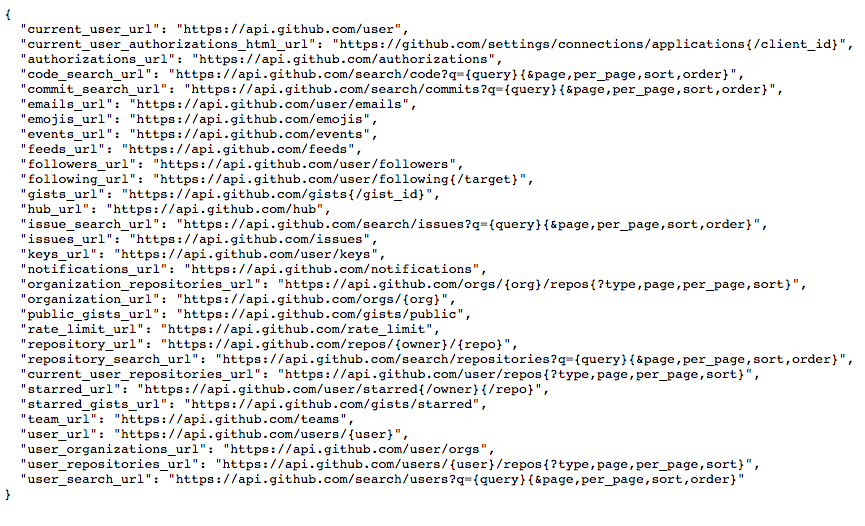 {
  "current_user_url": "https://api.github.com/user",
  "current_user_authorizations_html_url": "https://github.com/settings/connections/applications{/client_id}",
  "authorizations_url": "https://api.github.com/authorizations",
  "code_search_url": "https://api.github.com/search/code?q={query}{&page,per_page,sort,order}",
  "commit_search_url": "https://api.github.com/search/commits?q={query}{&page,per_page,sort,order}",
  "emails_url": "https://api.github.com/user/emails",
  "emojis_url": "https://api.github.com/emojis",
  "events_url": "https://api.github.com/events",
  "feeds_url": "https://api.github.com/feeds",
  "followers_url": "https://api.github.com/user/followers",
  "following_url": "https://api.github.com/user/following{/target}",
  "gists_url": "https://api.github.com/gists{/gist_id}",
  "hub_url": "https://api.github.com/hub",
  "issue_search_url": "https://api.github.com/search/issues?q={query}{&page,per_page,sort,order}",
  "issues_url": "https://api.github.com/issues",
  "keys_url": "https://api.github.com/user/keys",
  "notifications_url": "https://api.github.com/notifications",
  "organization_repositories_url": "https://api.github.com/orgs/{org}/repos{?type,page,per_page,sort}",
  "organization_url": "https://api.github.com/orgs/{org}",
  "public_gists_url": "https://api.github.com/gists/public",
  "rate_limit_url": "https://api.github.com/rate_limit",
  "repository_url": "https://api.github.com/repos/{owner}/{repo}",
  "repository_search_url": "https://api.github.com/search/repositories?q={query}{&page,per_page,sort,order}",
  "current_user_repositories_url": "https://api.github.com/user/repos{?type,page,per_page,sort}",
  "starred_url": "https://api.github.com/user/starred{/owner}{/repo}",
  "starred_gists_url": "https://api.github.com/gists/starred",
  "team_url": "https://api.github.com/teams",
  "user_url": "https://api.github.com/users/{user}",
  "user_organizations_url": "https://api.github.com/user/orgs",
  "user_repositories_url": "https://api.github.com/users/{user}/repos{?type,page,per_page,sort}",
  "user_search_url": "https://api.github.com/search/users?q={query}{&page,per_page,sort,order}"
}